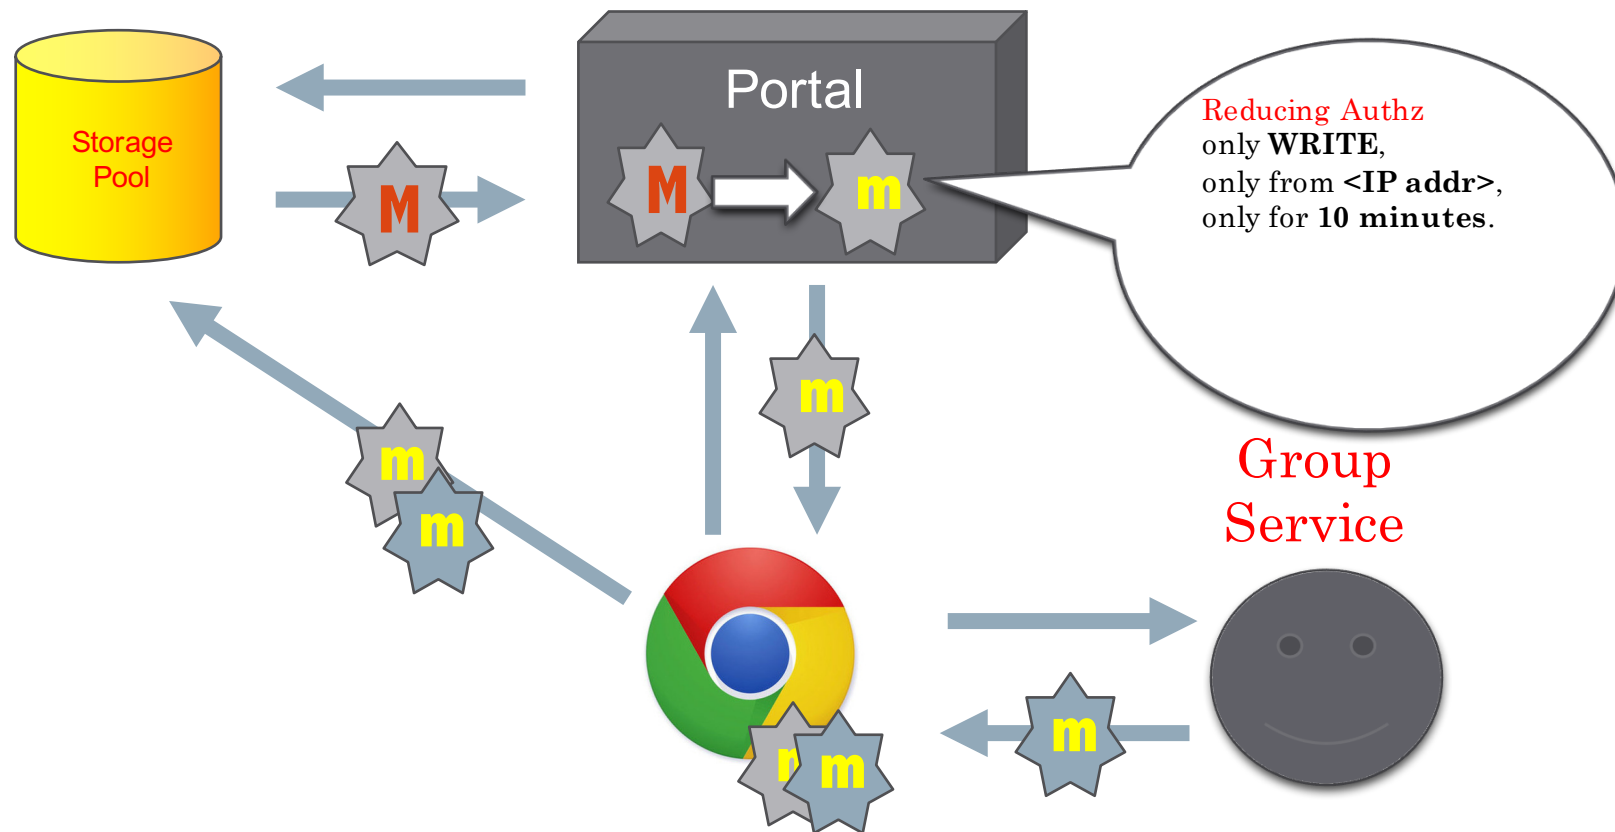 Storage
Pool
Portal
M
M
m
Reducing Authz
only WRITE,
only from <IP addr>,
only for 10 minutes.
m
m
m
Group
Service
m
m
m